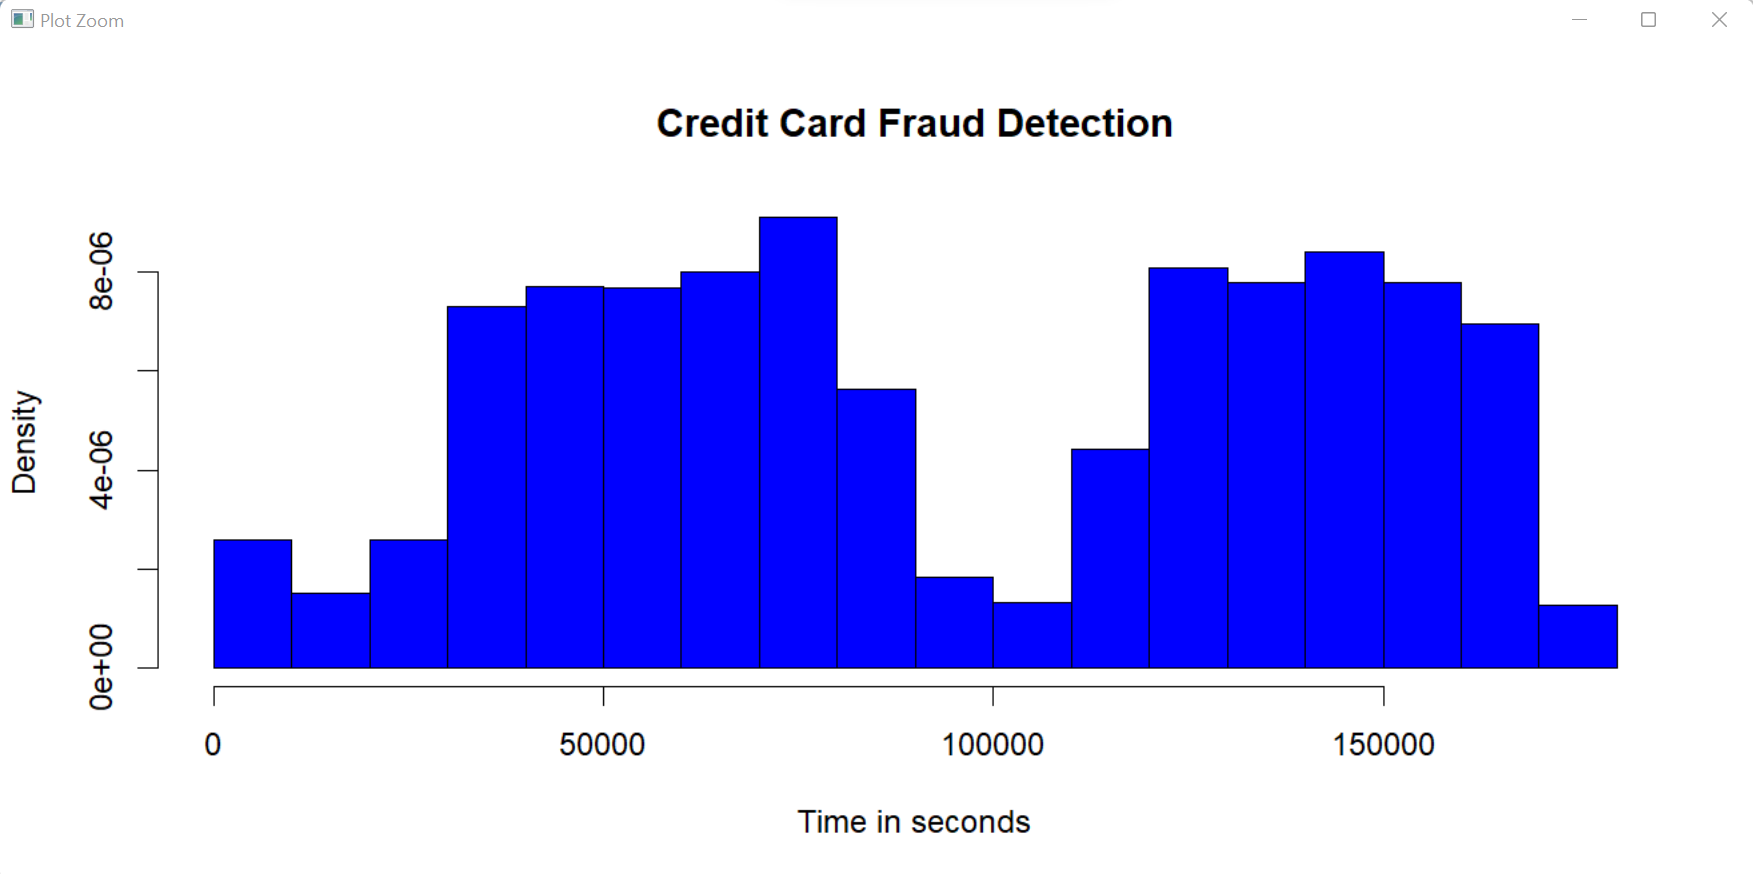 Plot Zoom
Credit Card Fraud Detection
Density
8e-06
4e-06
0e+00
0 50000 100000 150000
Time in seconds